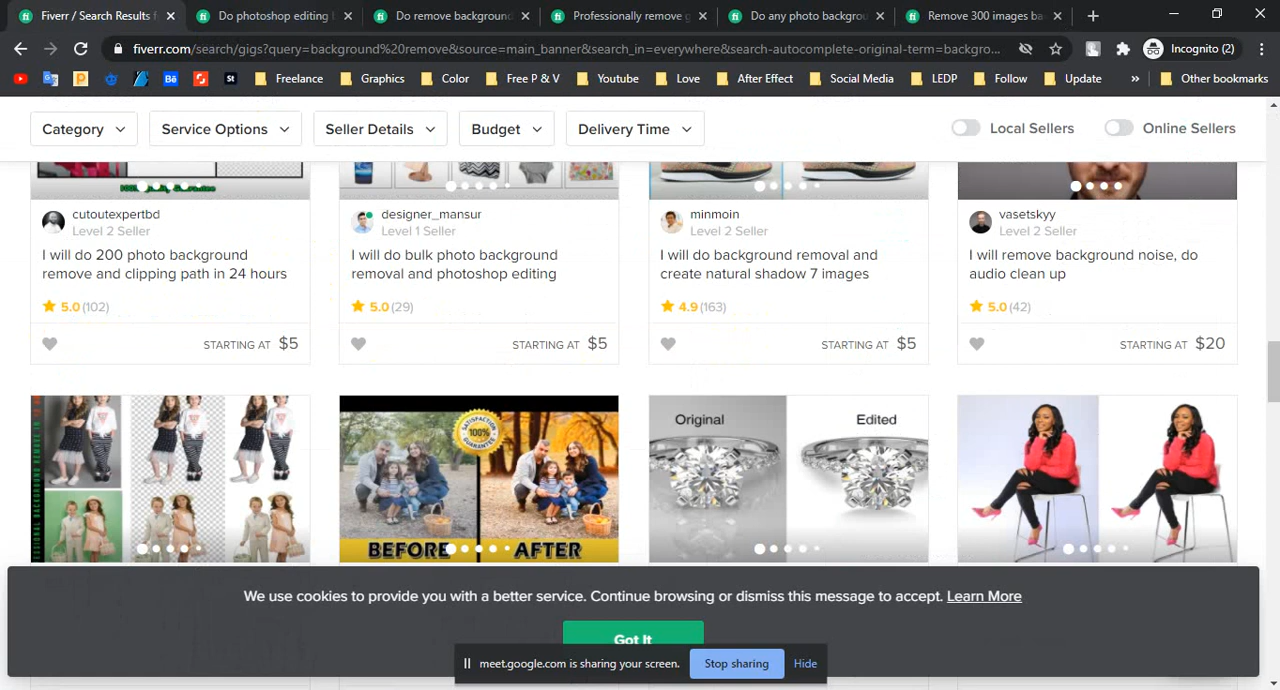 Fiverr / Search Results f
Do photoshop editing
Do remove background
Professionally remove g
Do any photo backgrou
Remove 300 images ba
fiverr.com/search/gigs?query=background%20remove&source=main_banner&search_in=everywhere&search-autocomplete-original-term=backgro...
Incognito (2)
Bē
St
Freelance
Graphics
Color
Free P & V
Youtube
Love
After Effect
Social Media
LEDP
Follow
Update
»
Other bookmarks
Category
Service Options
Seller Details
Budget
Delivery Time
Local Sellers
Online Sellers
cutoutexpertbd
Level 2 Seller
I will do 200 photo background
remove and clipping path in 24 hours
5.0 (102)
STARTING AT $5
designer_mansur
Level 1 Seller
I will do bulk photo background
removal and photoshop editing
5.0 (29)
STARTING AT $5
minmoin
Level 2 Seller
I will do background removal and
create natural shadow 7 images
4.9 (163)
STARTING AT $5
vasetskyy
Level 2 Seller
I will remove background noise, do
audio clean up
5.0 (42)
STARTING AT $20
SATISFACTION
100%
GUARANTEE
BEFORE
AFTER
Original
Edited
We use cookies to provide you with a better service. Continue browsing or dismiss this message to accept. Learn More
Got It
meet.google.com is sharing your screen.
Stop sharing
Hide